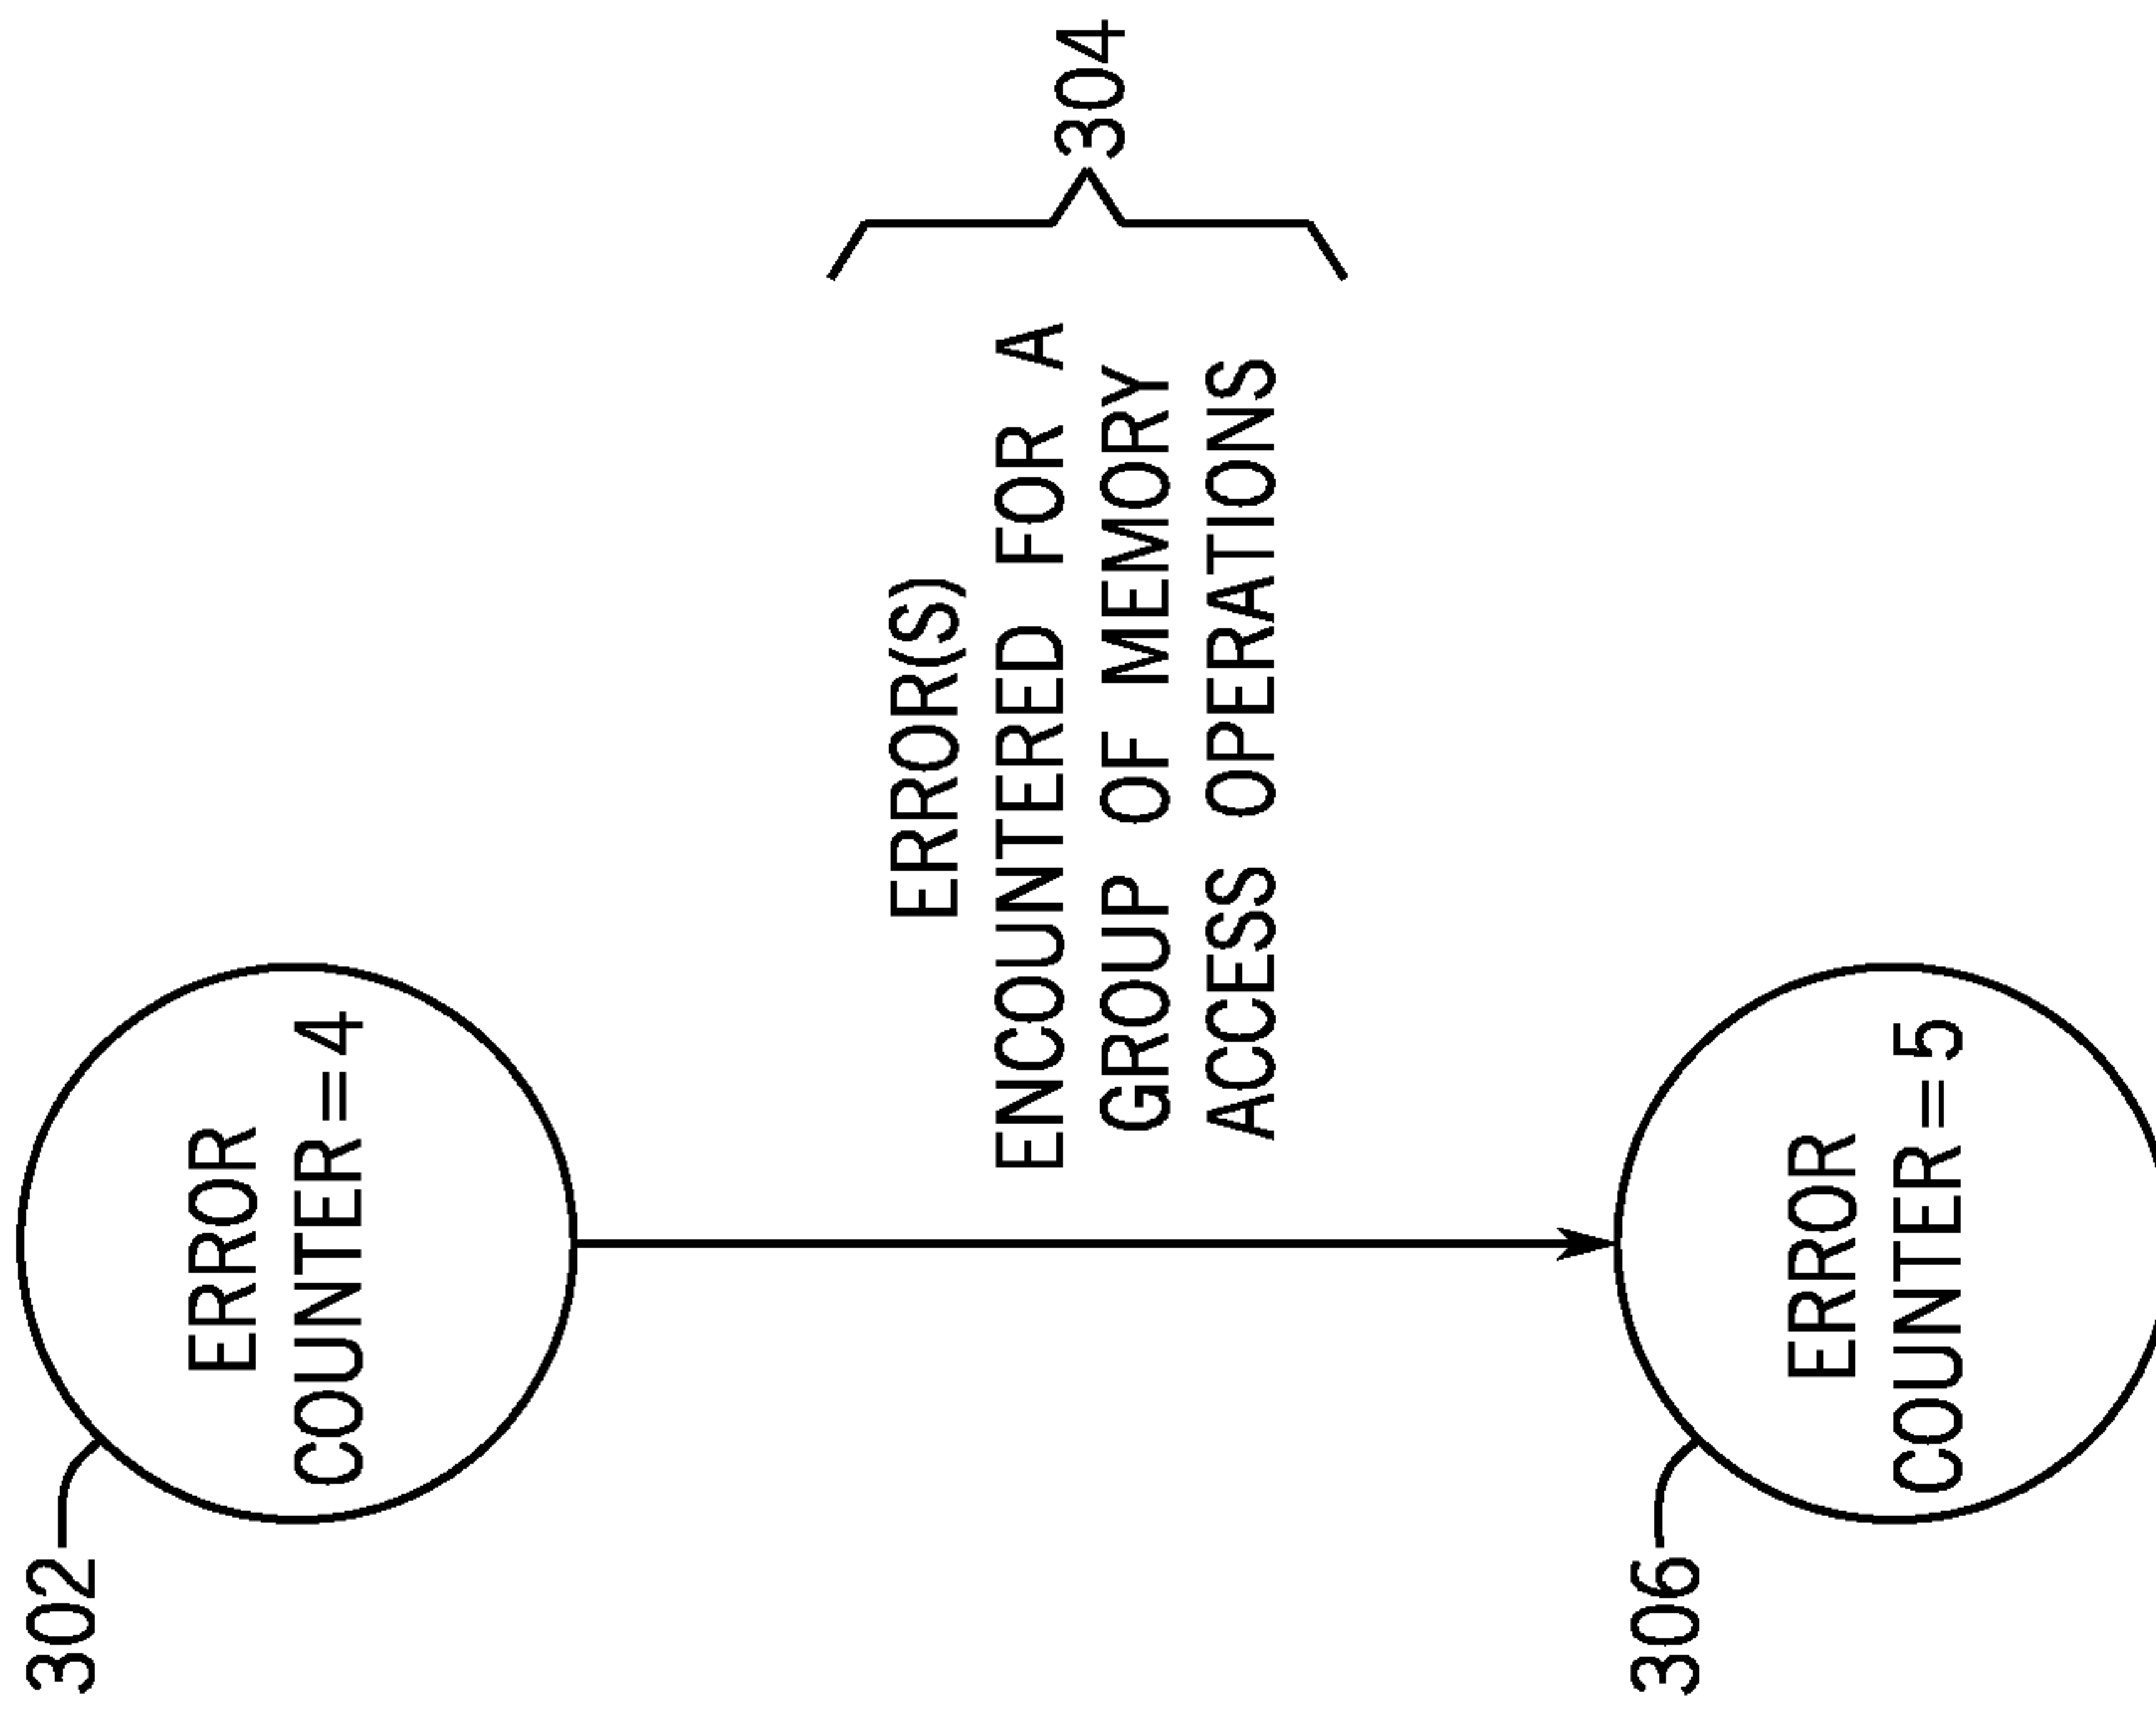 302
ERROR
COUNTER=4
ERROR(S)
ENCOUNTERED FOR A
GROUP OF MEMORY
ACCESS OPERATIONS
304
306
ERROR
COUNTER=5